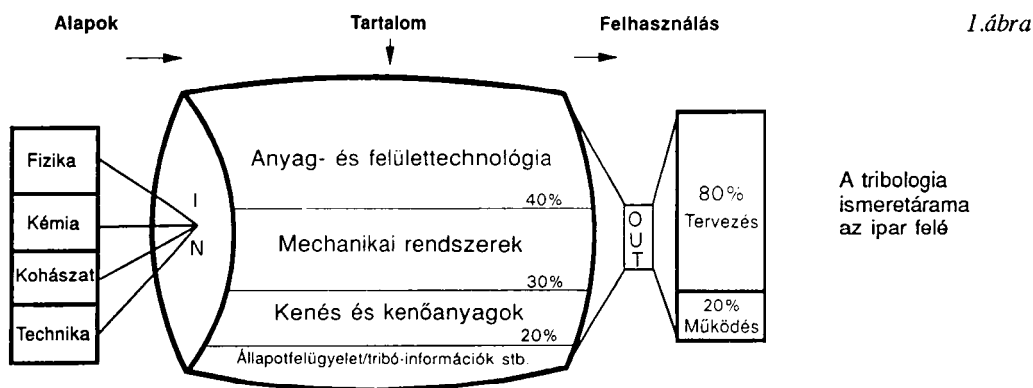 Alapok
Tartalom
Felhasználás
1.ábra
Fizika
Kémia
Kohászat
Technika
I
N
Anyag- és felülettechnológia
40%
Mechanikai rendszerek
30%
Kenés és kenőanyagok
20%
Állapotfelügyelet/tribó-információk stb.
O
U
T
80%
Tervezés
20%
Működés
A tribologia
ismeretárama
az ipar felé